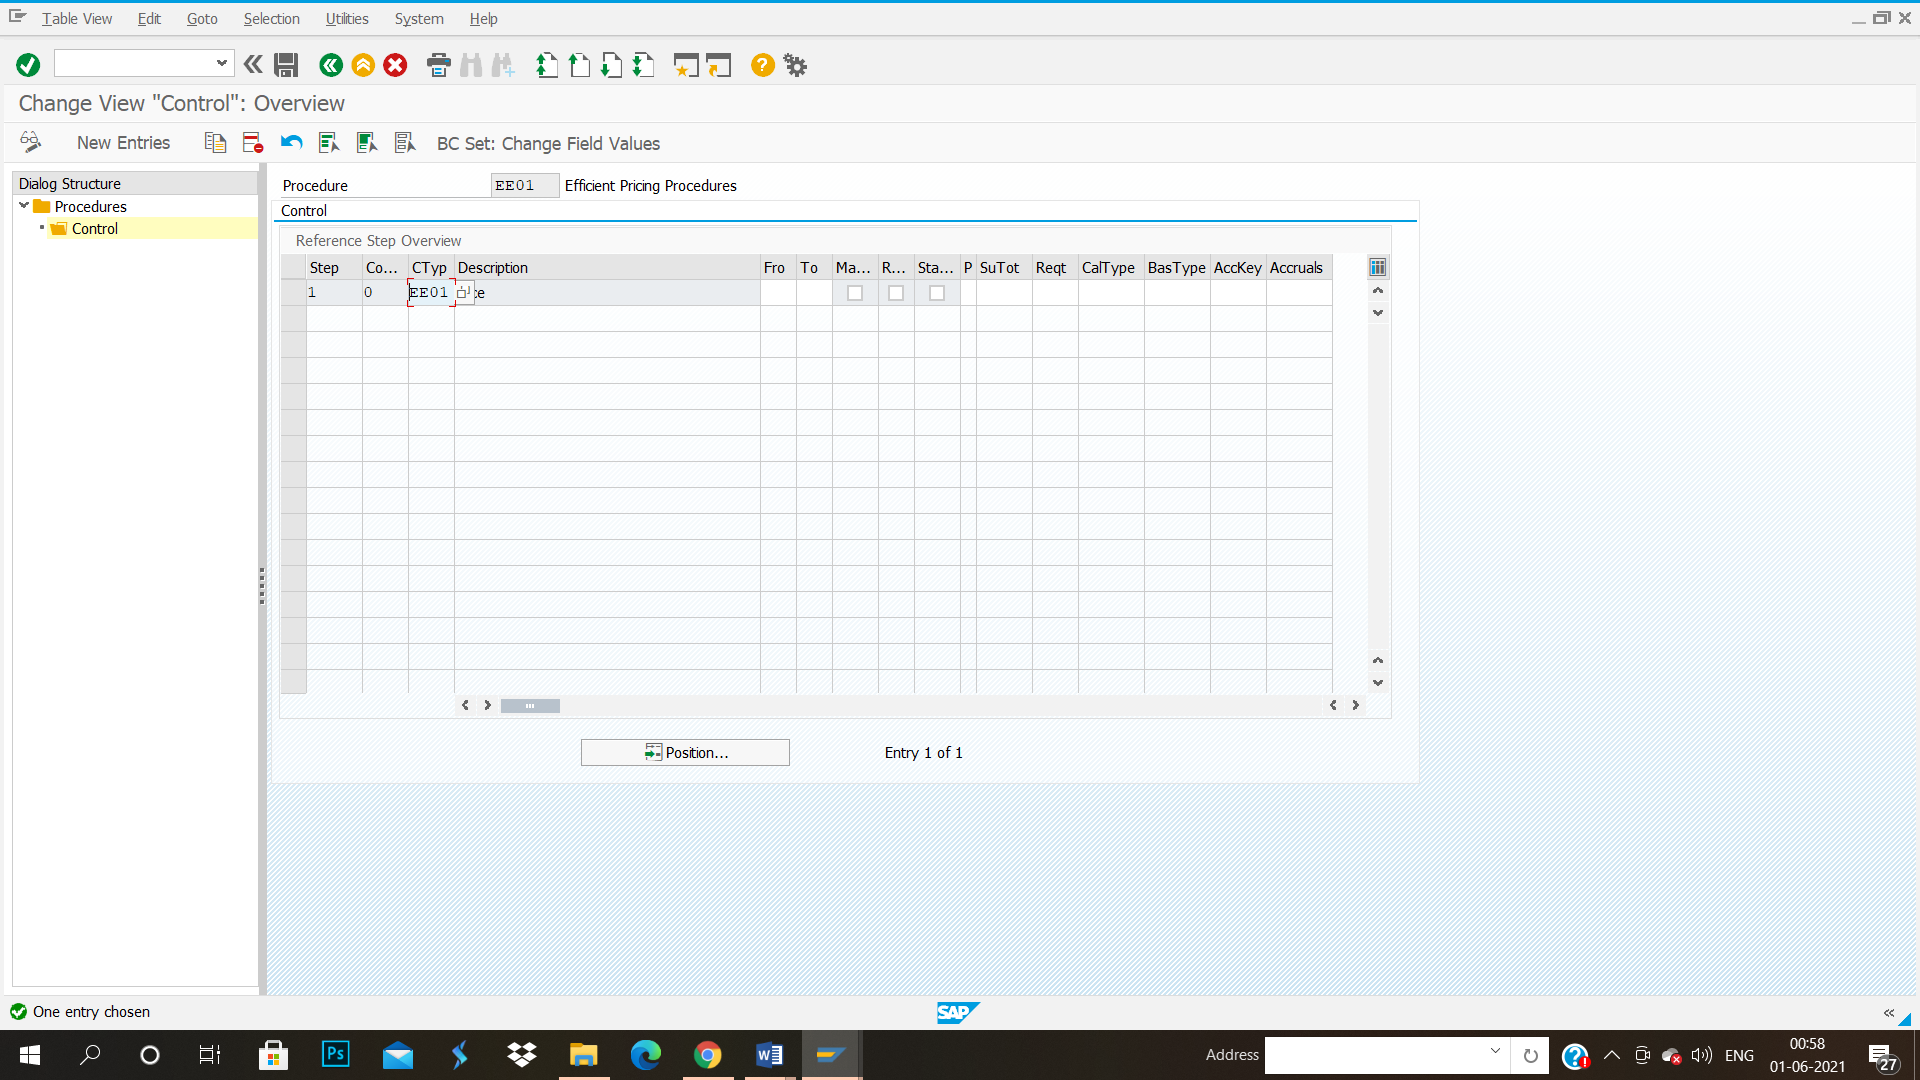 Table View Edit Goto Selection Utilities System Help
Change View "Control": Overview
New Entries BC Set: Change Field Values
Dialog Structure
Procedures
Control
Procedure EE01 Efficient Pricing Procedures
Control
Reference Step Overview
Step Co... CTyp Description Fro To Ma... R... Sta... P SuTot Reqt CalType BasType AccKey Accruals
1 0 EE01 ce
Position... Entry 1 of 1
One entry chosen
SAP
Ps
Address
ENG
00:58
01-06-2021
27